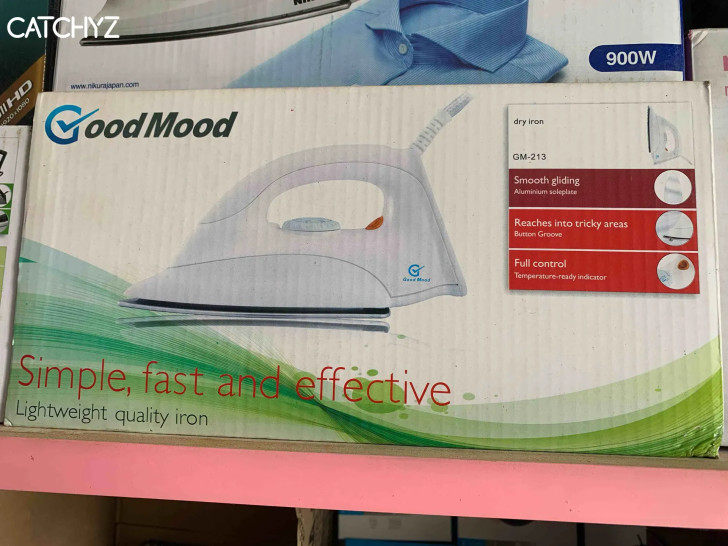 CATCHYZ
www.nikurajapan.com
900W
HD
GoodMood
dry iron
GM-213
Smooth gliding
Aluminium soleplate
Reaches into tricky areas
Button Groove
Full control
Temperature-ready indicator
Good Mood
Simple, fast and effective
Lightweight quality iron